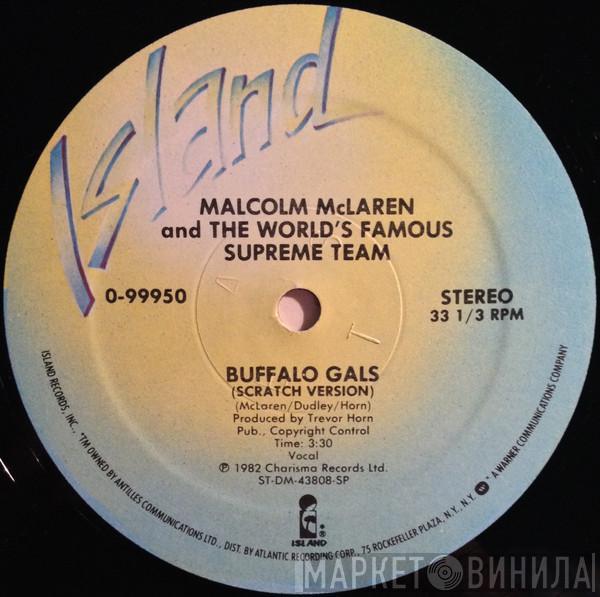 Island
MALCOLM McLAREN
and THE WORLD'S FAMOUS
SUPREME TEAM
0-99950
STEREO
33 1/3 RPM
BUFFALO GALS
(SCRATCH VERSION)
(McLaren/Dudley/Horn)
Produced by Trevor Horn
Pub., Copyright Control
Time: 3:30
Vocal
℗ 1982 Charisma Records Ltd.
ST-DM-43808-SP
ISLAND®
ISLAND RECORDS, INC., *TM OWNED BY ANTILLES COMMUNICATIONS LTD., DIST. BY ATLANTIC RECORDING CORP., 75 ROCKEFELLER PLAZA, N.Y., N.Y. * A WARNER COMMUNICATIONS COMPANY
A
T
МАРКЕТ ВИНИЛА